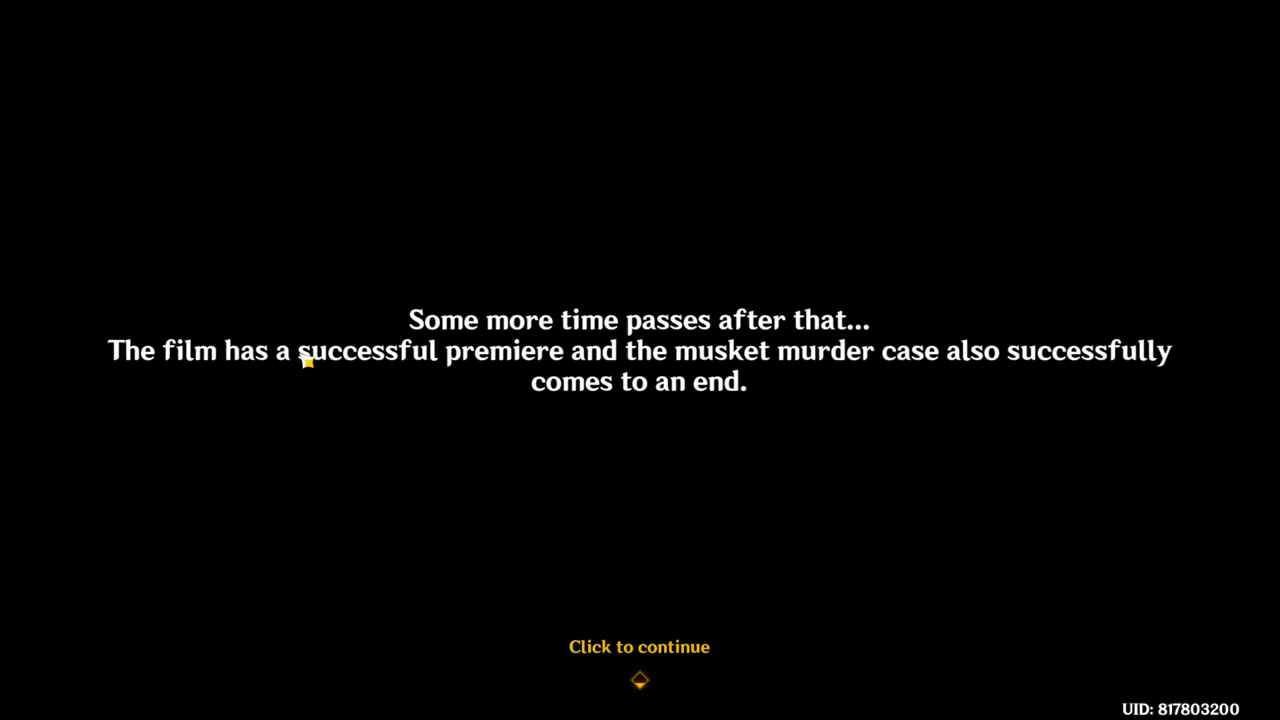 Some more time passes after that...
The film has a successful premiere and the musket murder case also successfully
comes to an end.
Click to continue
UID: 817803200